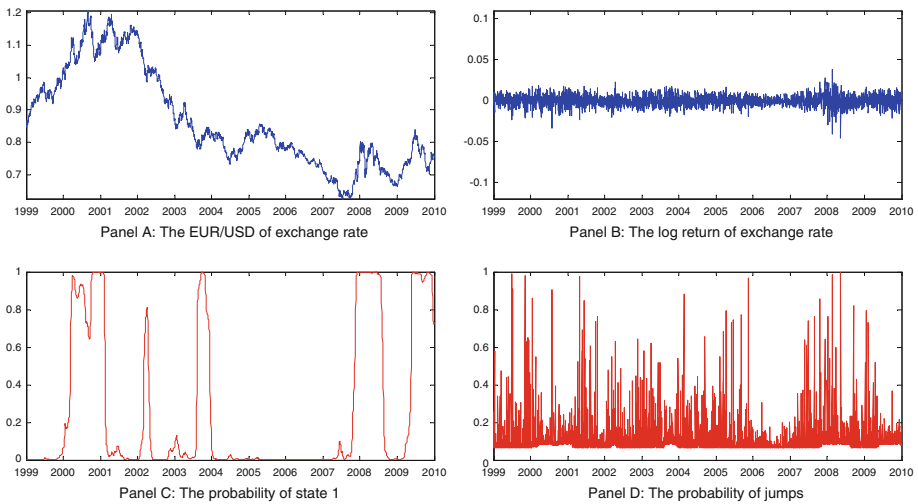 1.2
1.1
1
0.9
0.8
0.7
1999 2000 2001 2002 2003 2004 2005 2006 2007 2008 2009 2010
Panel A: The EUR/USD of exchange rate
0.1
0.05
0
-0.05
-0.1
1999 2000 2001 2002 2003 2004 2005 2006 2007 2008 2009 2010
Panel B: The log return of exchange rate
1
0.8
0.6
0.4
0.2
0
1999 2000 2001 2002 2003 2004 2005 2006 2007 2008 2009 2010
Panel C: The probability of state 1
1
0.8
0.6
0.4
0.2
0
1999 2000 2001 2002 2003 2004 2005 2006 2007 2008 2009 2010
Panel D: The probability of jumps